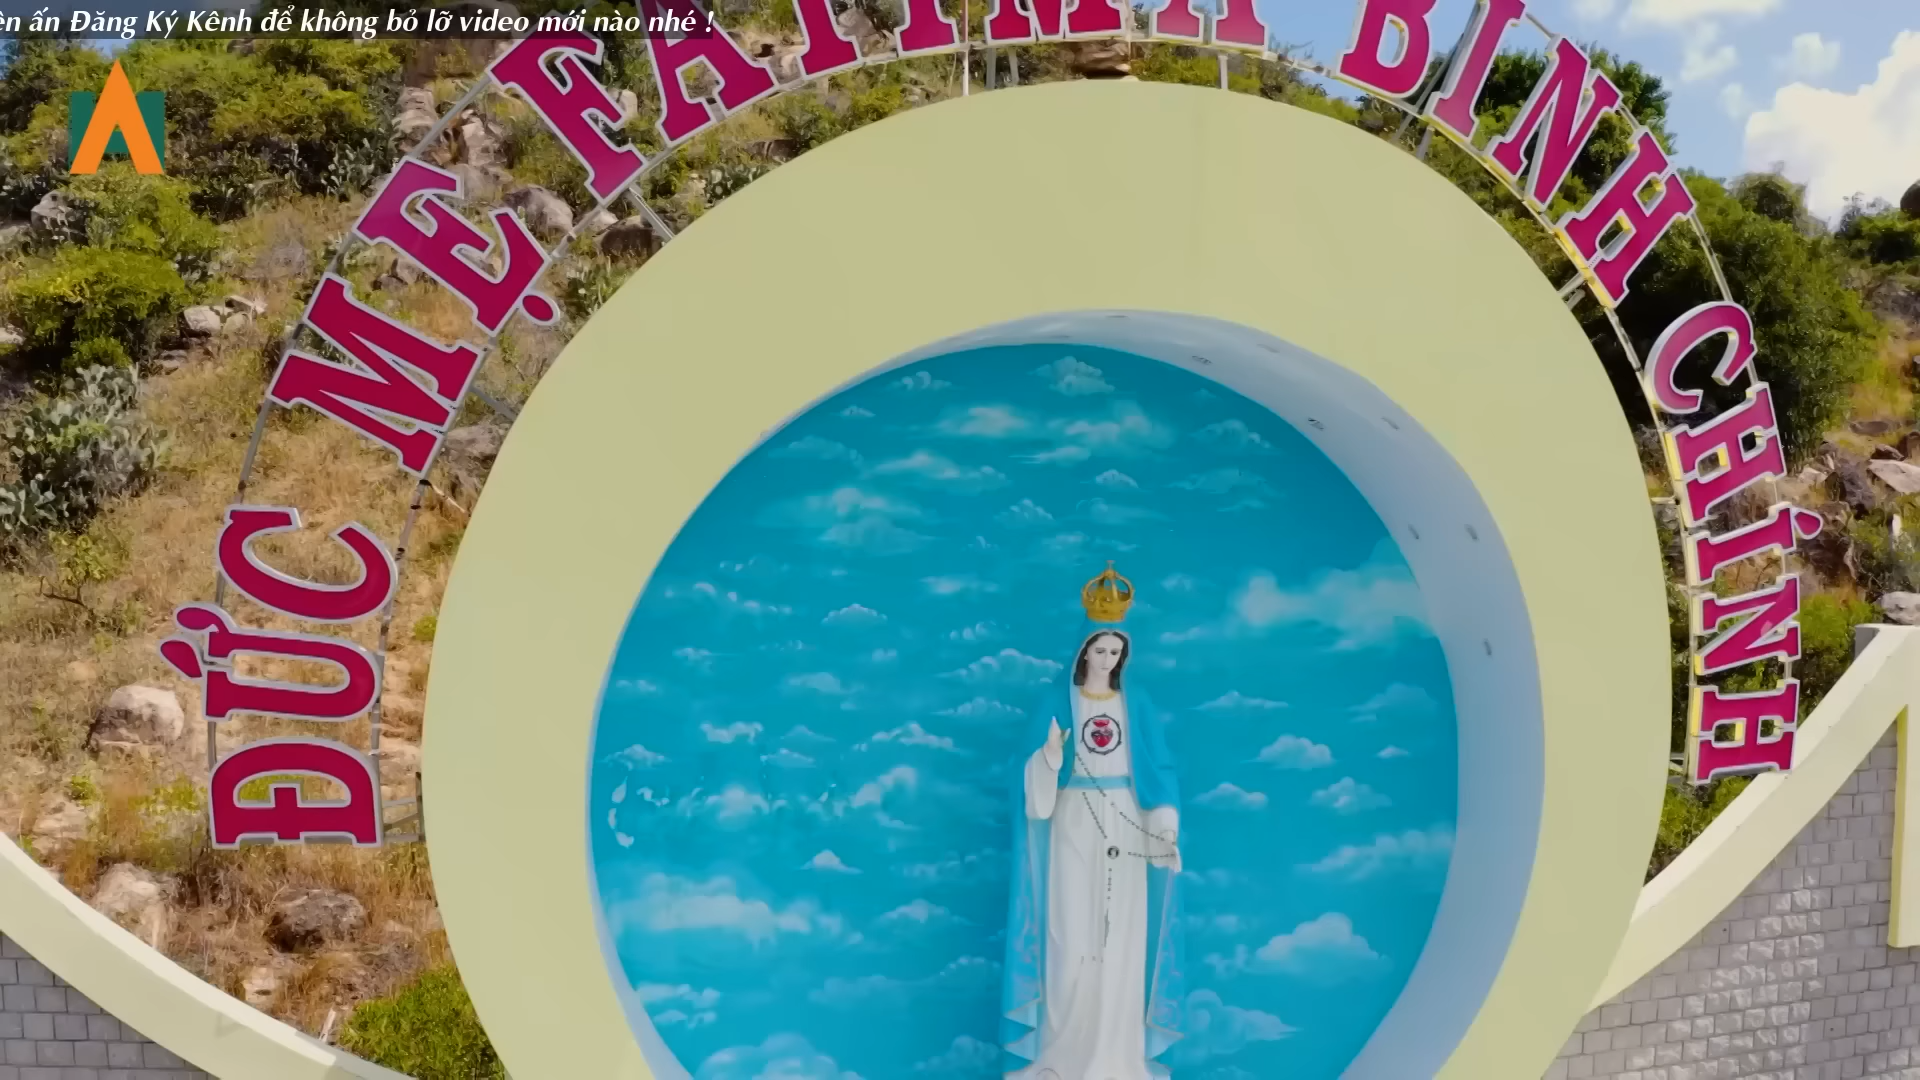 ấn Đăng Ký Kênh để không bỏ lỡ video mới nào nhé !
ĐỨC MẸ FATIMA BÌNH CHÍNH